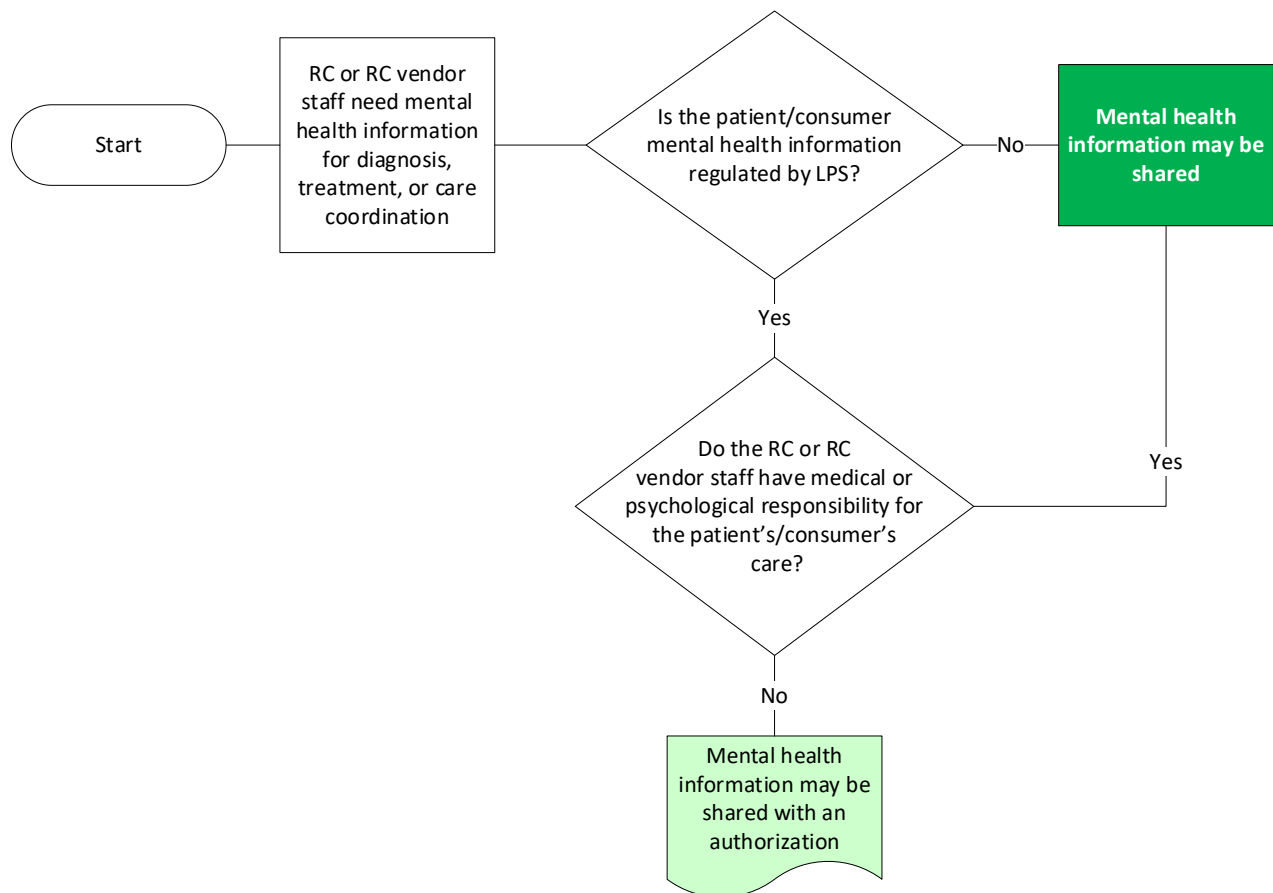 Start
RC or RC vendor
staff need mental
health information
for diagnosis,
treatment, or care
coordination
Is the patient/consumer
mental health information
regulated by LPS?
No
Mental health
information may be
shared
Yes
Do the RC or RC
vendor staff have medical or
psychological responsibility for
the patient’s/consumer’s
care?
Yes
No
Mental health
information may be
shared with an
authorization